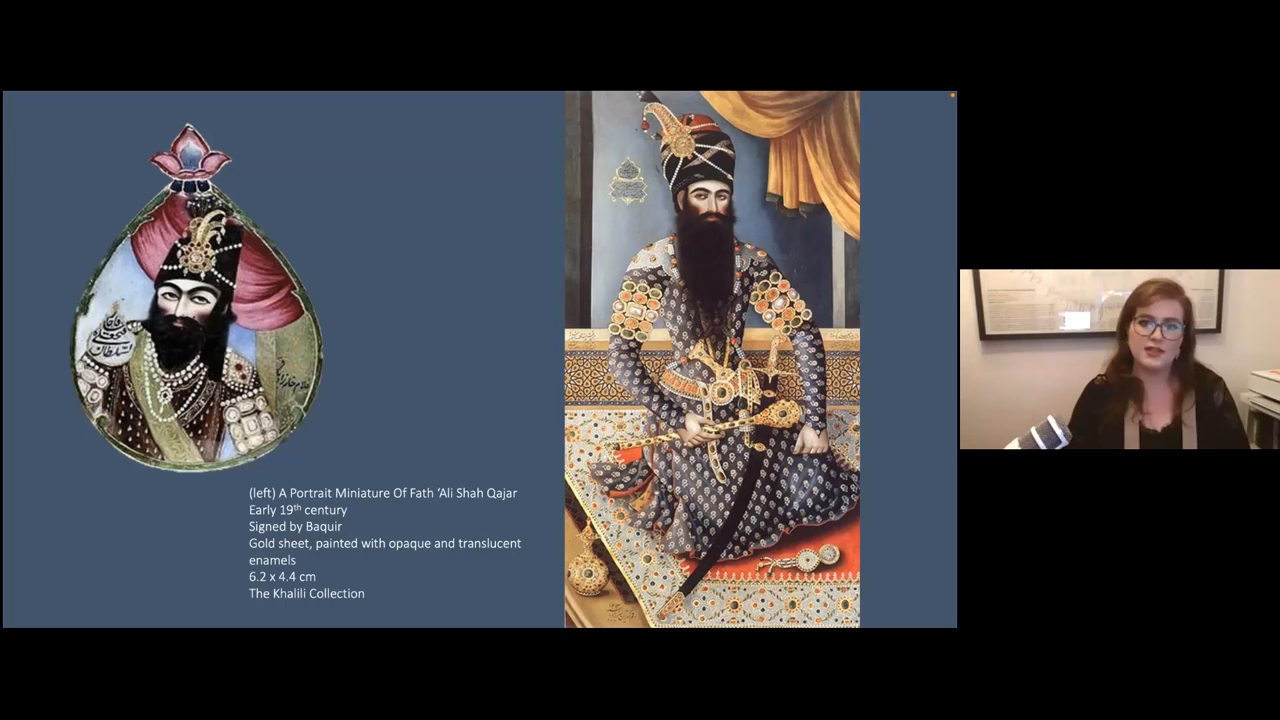 (left) A Portrait Miniature Of Fath ‘Ali Shah Qajar
Early 19th century
Signed by Baquir
Gold sheet, painted with opaque and translucent
enamels
6.2 x 4.4 cm
The Khalili Collection